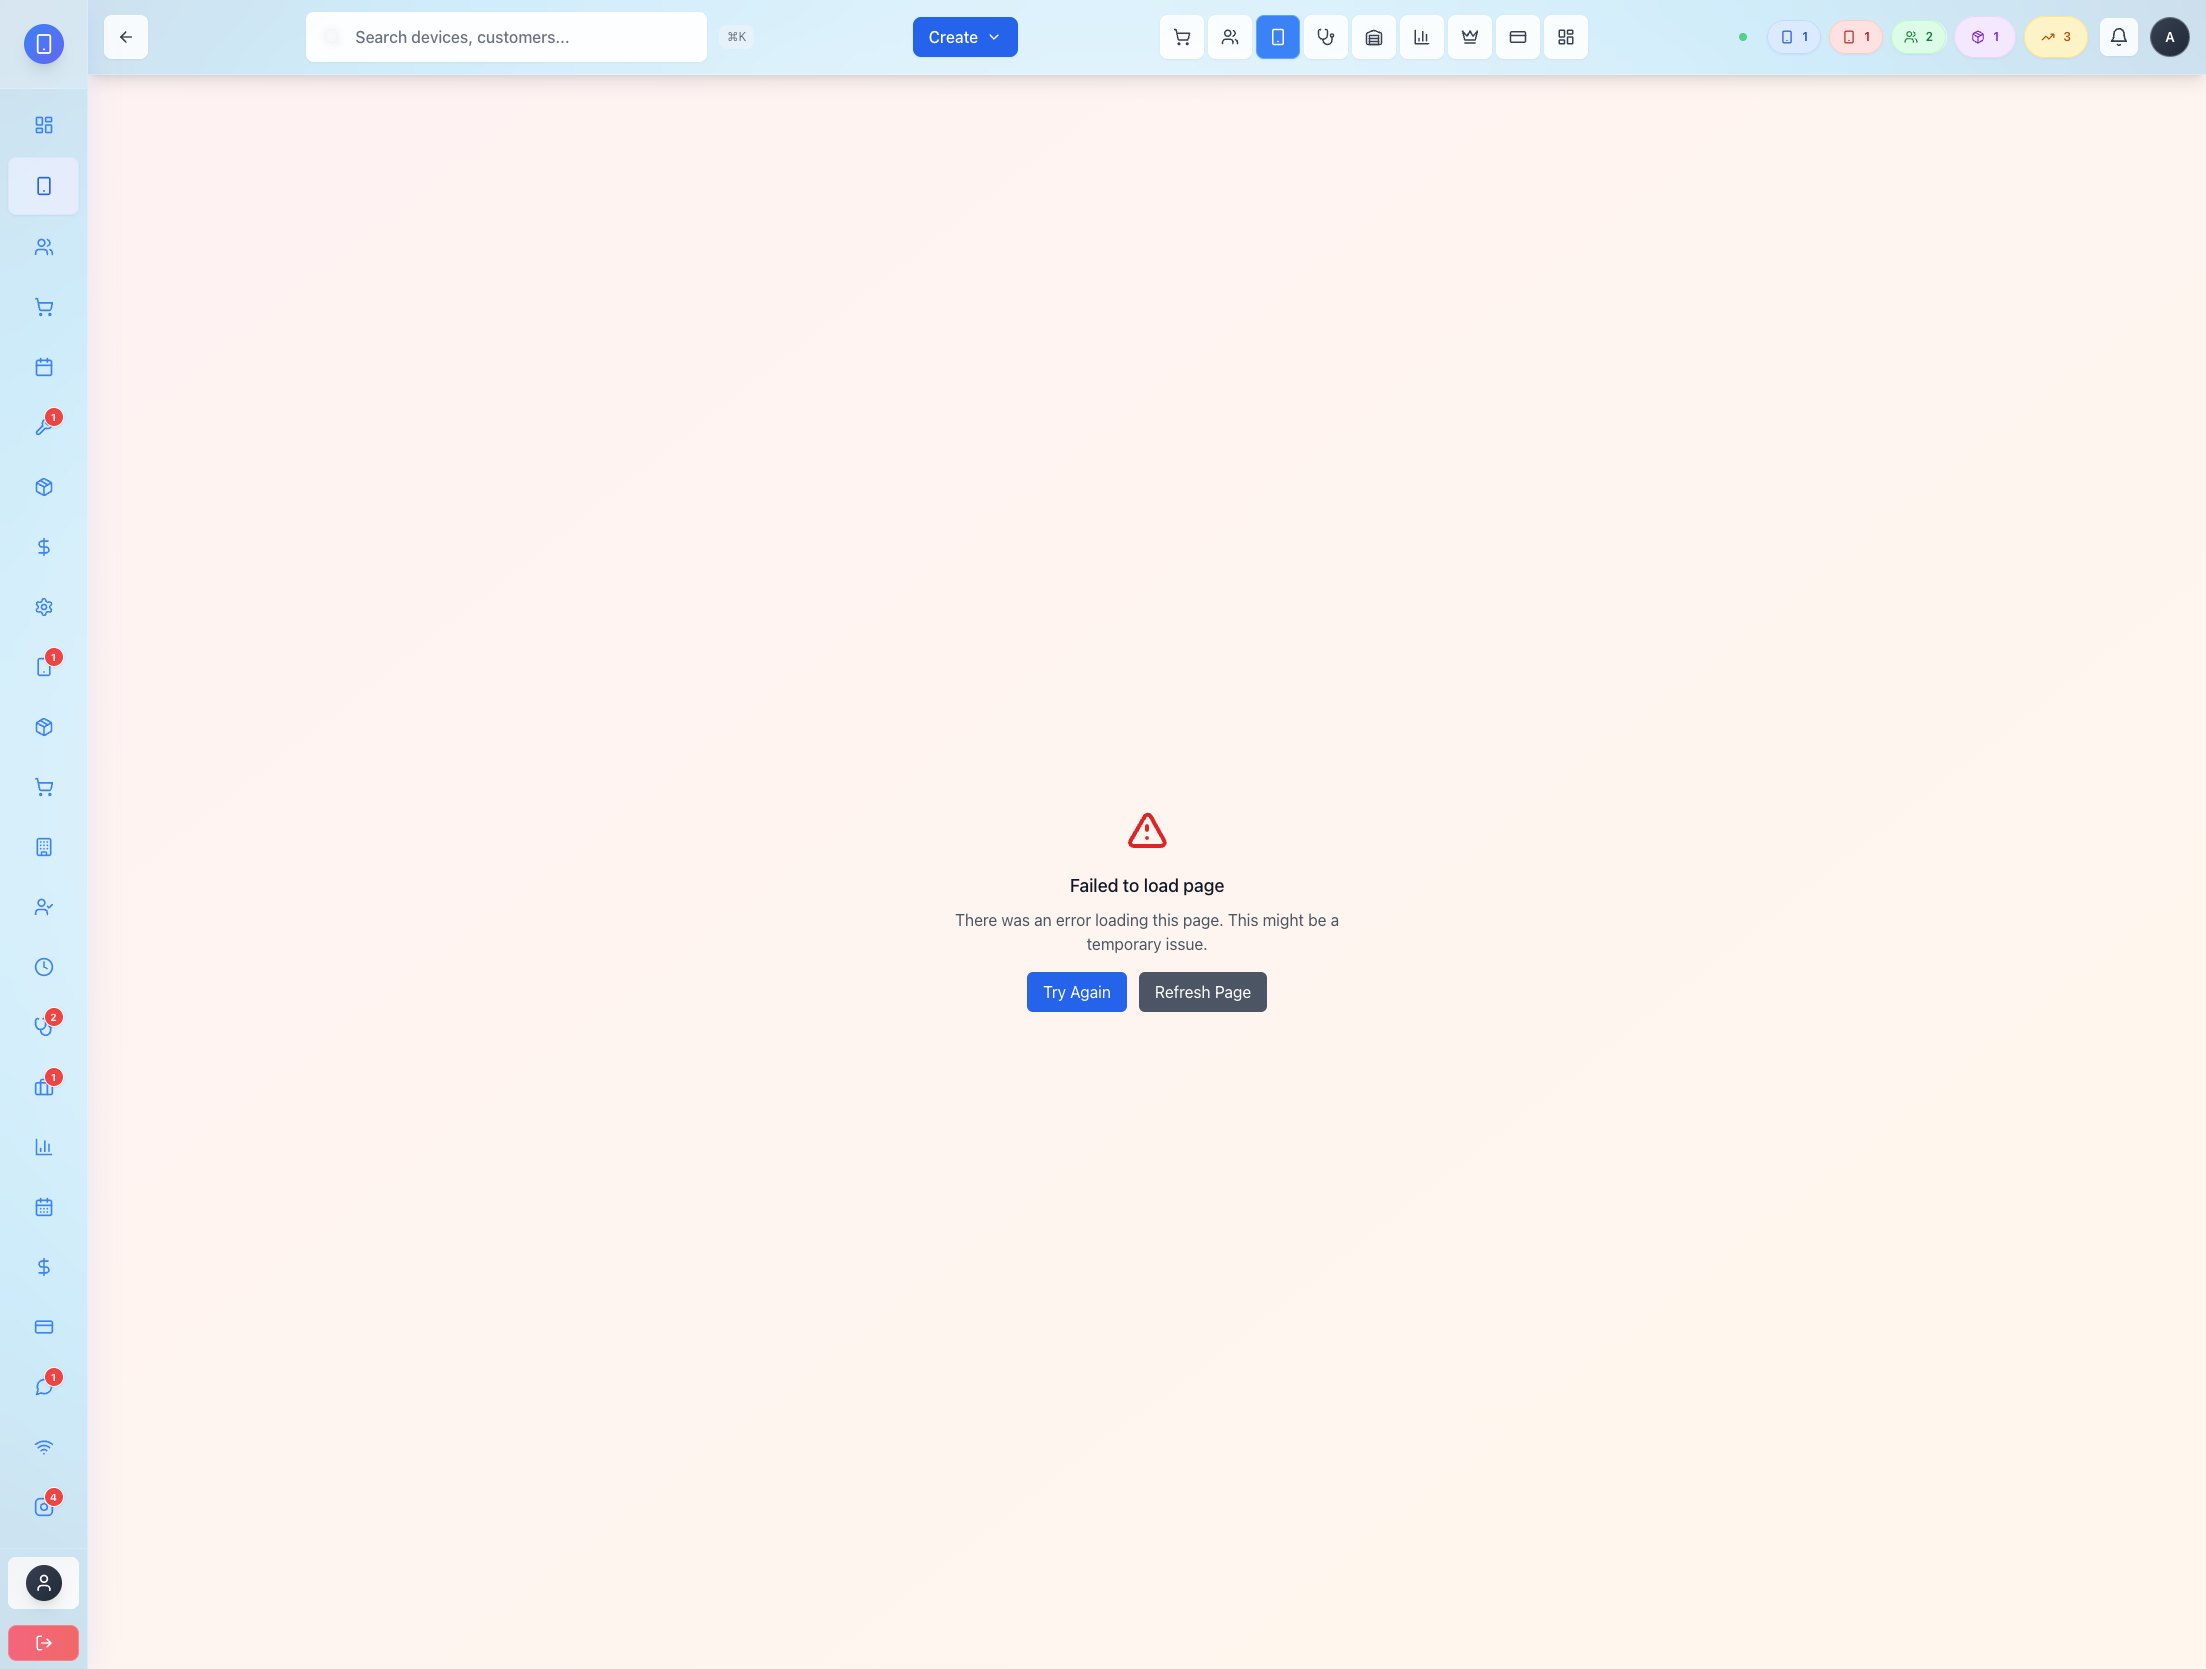 Search devices, customers...
⌘K
Create
1
1
2
1
3
A
1
1
2
1
1
4
Failed to load page
There was an error loading this page. This might be a
temporary issue.
Try Again
Refresh Page